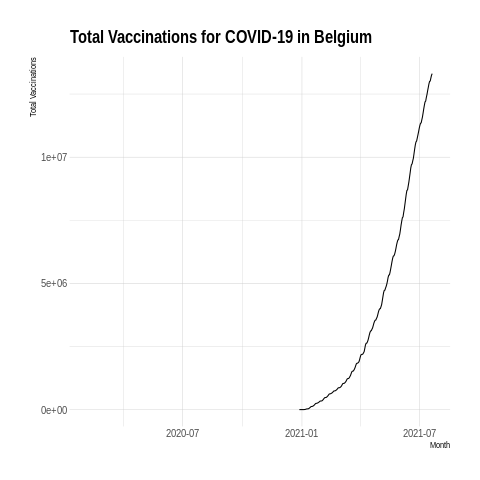 Total Vaccinations for COVID-19 in Belgium
Total Vaccinations
1e+07
5e+06
0e+00
2020-07 2021-01 2021-07
Month